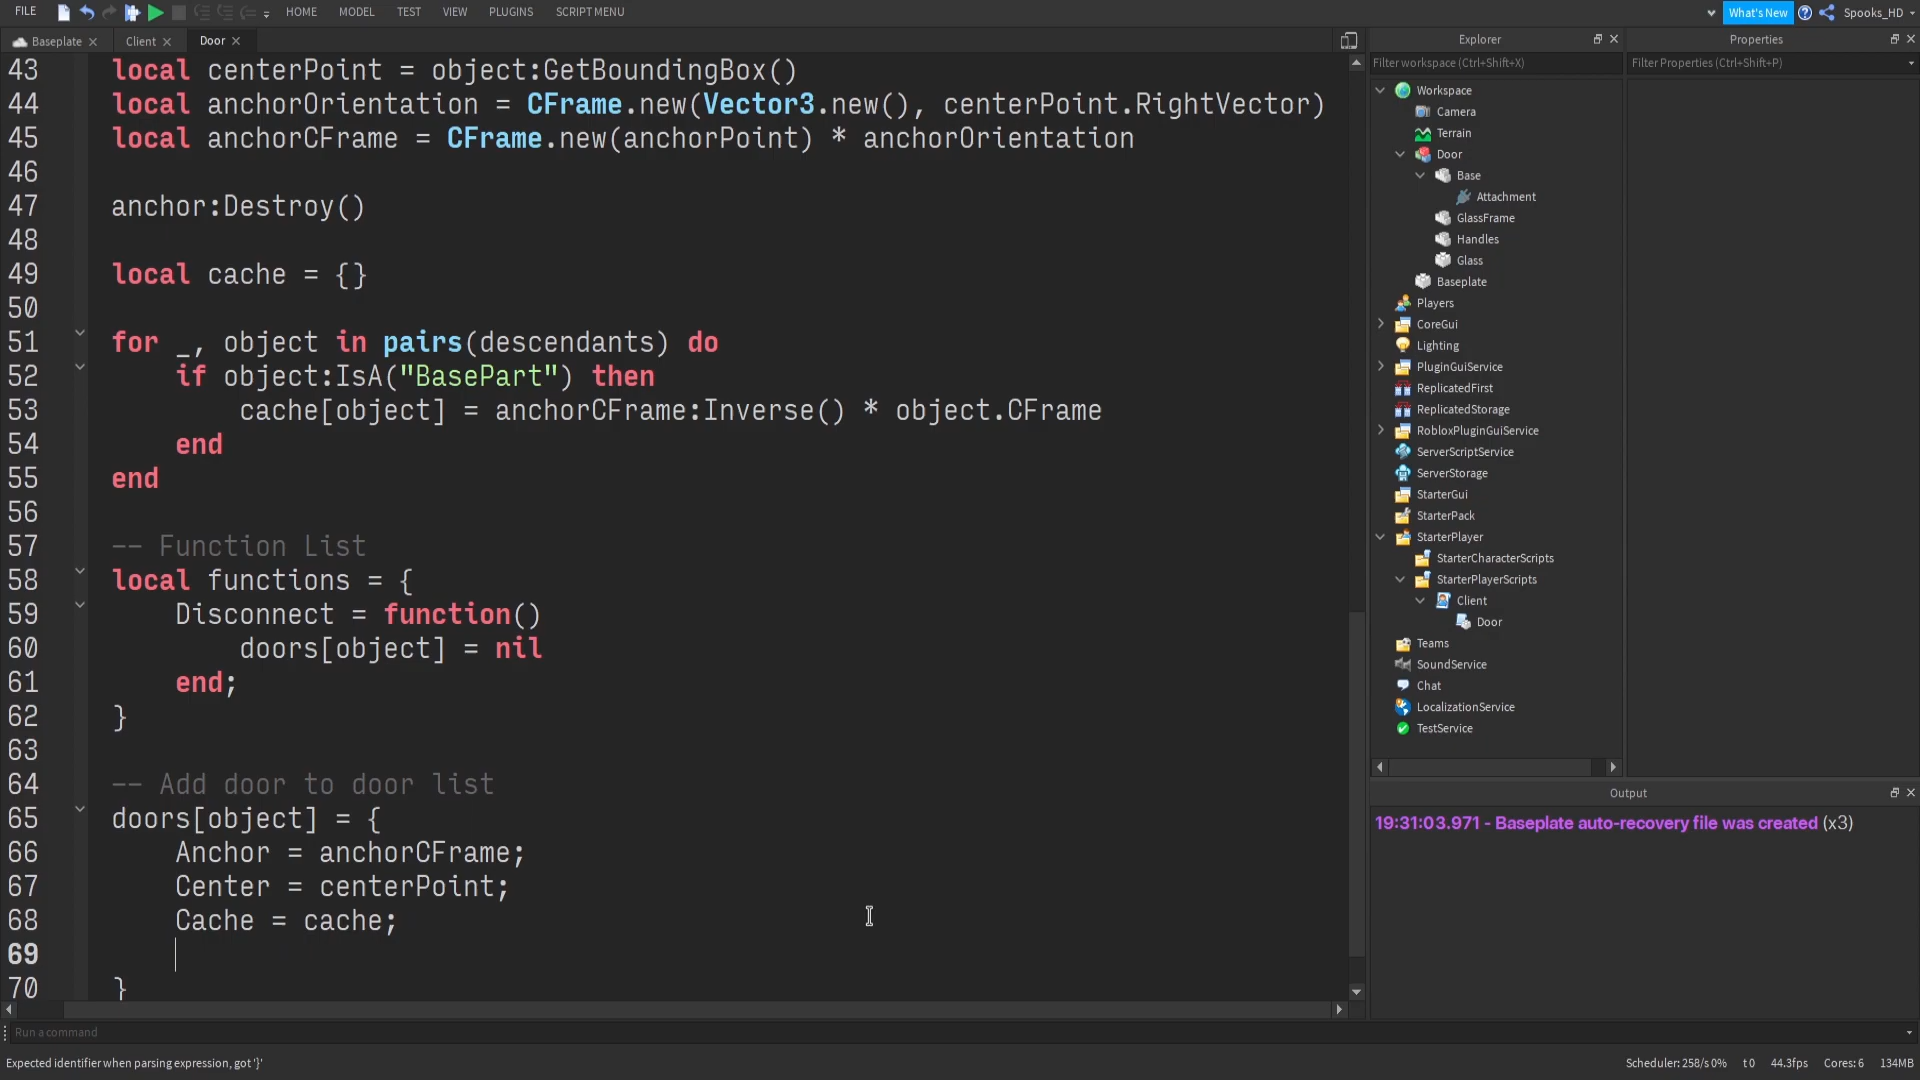 FILE HOME MODEL TEST VIEW PLUGINS SCRIPT MENU What's New Spooks_HD
Baseplate Client Door
43 local centerPoint = object:GetBoundingBox()
44 local anchorOrientation = CFrame.new(Vector3.new(), centerPoint.RightVector)
45 local anchorCFrame = CFrame.new(anchorPoint) * anchorOrientation
46
47 anchor:Destroy()
48
49 local cache = {}
50
51 for _, object in pairs(descendants) do
52 if object:IsA("BasePart") then
53 cache[object] = anchorCFrame:Inverse() * object.CFrame
54 end
55 end
56
57 -- Function List
58 local functions = {
59 Disconnect = function()
60 doors[object] = nil
61 end;
62 }
63
64 -- Add door to door list
65 doors[object] = {
66 Anchor = anchorCFrame;
67 Center = centerPoint;
68 Cache = cache;
69
70 }
Run a command
Expected identifier when parsing expression, got '}'
Explorer
Filter workspace (Ctrl+Shift+X)
Workspace
Camera
Terrain
Door
Base
Attachment
GlassFrame
Handles
Glass
Baseplate
Players
CoreGui
Lighting
PluginGuiService
ReplicatedFirst
ReplicatedStorage
RobloxPluginGuiService
ServerScriptService
ServerStorage
StarterGui
StarterPack
StarterPlayer
StarterCharacterScripts
StarterPlayerScripts
Client
Door
Teams
SoundService
Chat
LocalizationService
TestService
Properties
Filter Properties (Ctrl+Shift+P)
Output
19:31:03.971 - Baseplate auto-recovery file was created (x3)
Scheduler: 258/s 0% t 0 44.3fps Cores: 6 134MB